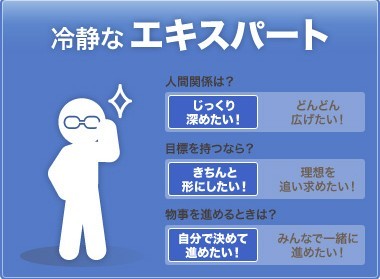 冷静な エキスパート
人間関係は？
じっくり
深めたい！
どんどん
広げたい！
目標を持つなら？
きちんと
形にしたい！
理想を
追い求めたい！
物事を進めるときは？
自分で決めて
進めたい！
みんなで一緒に
進めたい！